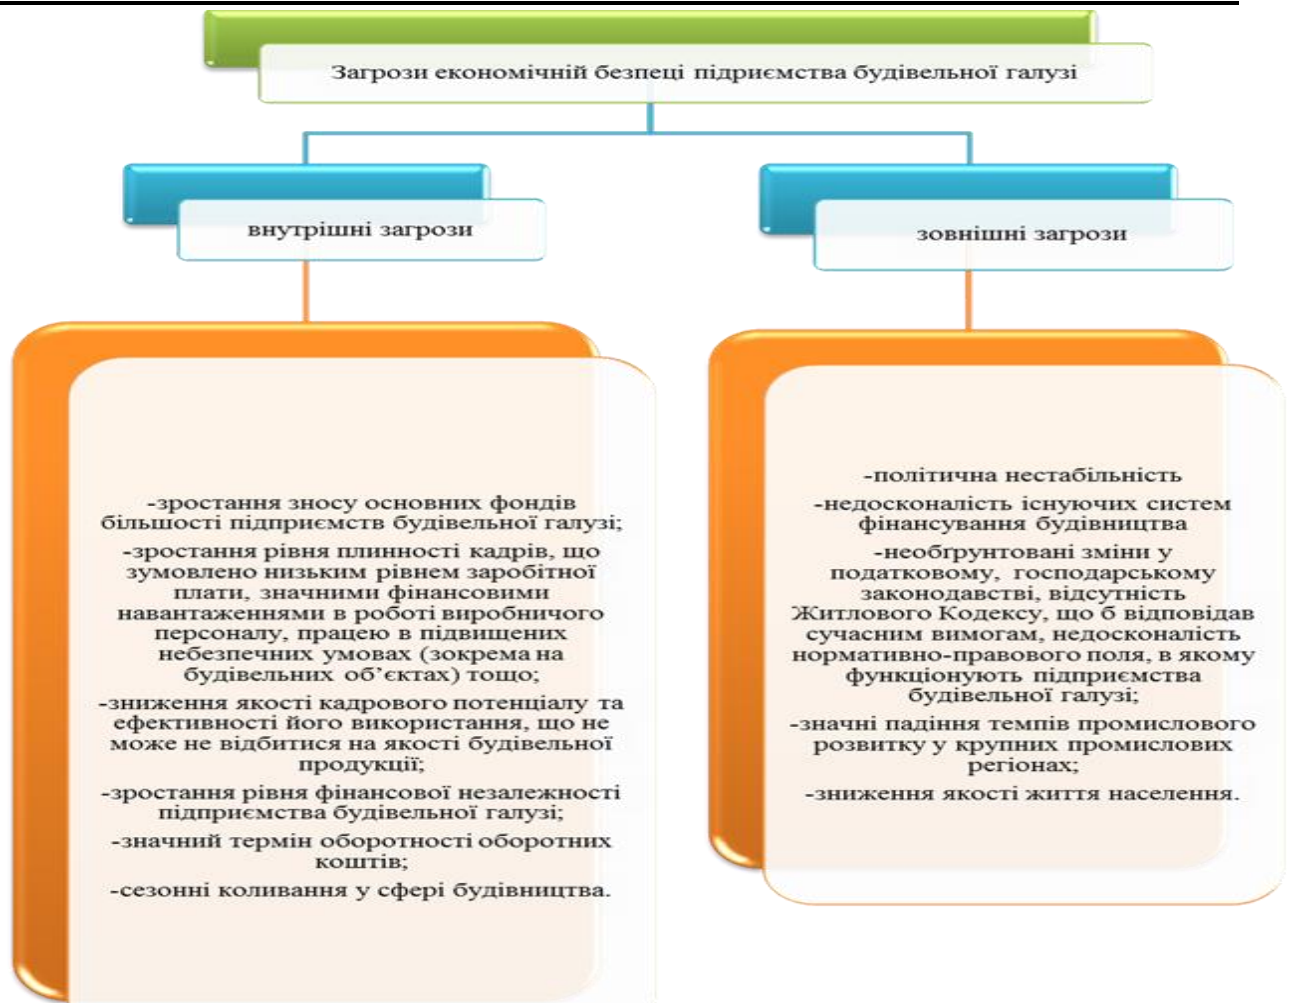 Загрози економічній безпеці підприємства будівельної галузі
внутрішні загрози
зовнішні загрози
-зростання зносу основних фондів
більшості підприємств будівельної галузі;
-зростання рівня плинності кадрів, що
зумовлено низьким рівнем заробітної
плати, значними фінансовими
навантаженнями в роботі виробничого
персоналу, працею в підвищених
небезпечних умовах (зокрема на
будівельних об’єктах) тощо;
-зниження якості кадрового потенціалу та
ефективності його використання, що не
може не відбитися на якості будівельної
продукції;
-зростання рівня фінансової незалежності
підприємства будівельної галузі;
-значний термін оборотності оборотних
коштів;
-сезонні коливання у сфері будівництва.
-політична нестабільність
-недосконалість існуючих систем
фінансування будівництва
-необґрунтовані зміни у
податковому, господарському
законодавстві, відсутність
Житлового Кодексу, що б відповідав
сучасним вимогам, недосконалість
нормативно-правового поля, в якому
функціонують підприємства
будівельної галузі;
-значні падіння темпів промислового
розвитку у крупних промислових
регіонах;
-зниження якості життя населення.